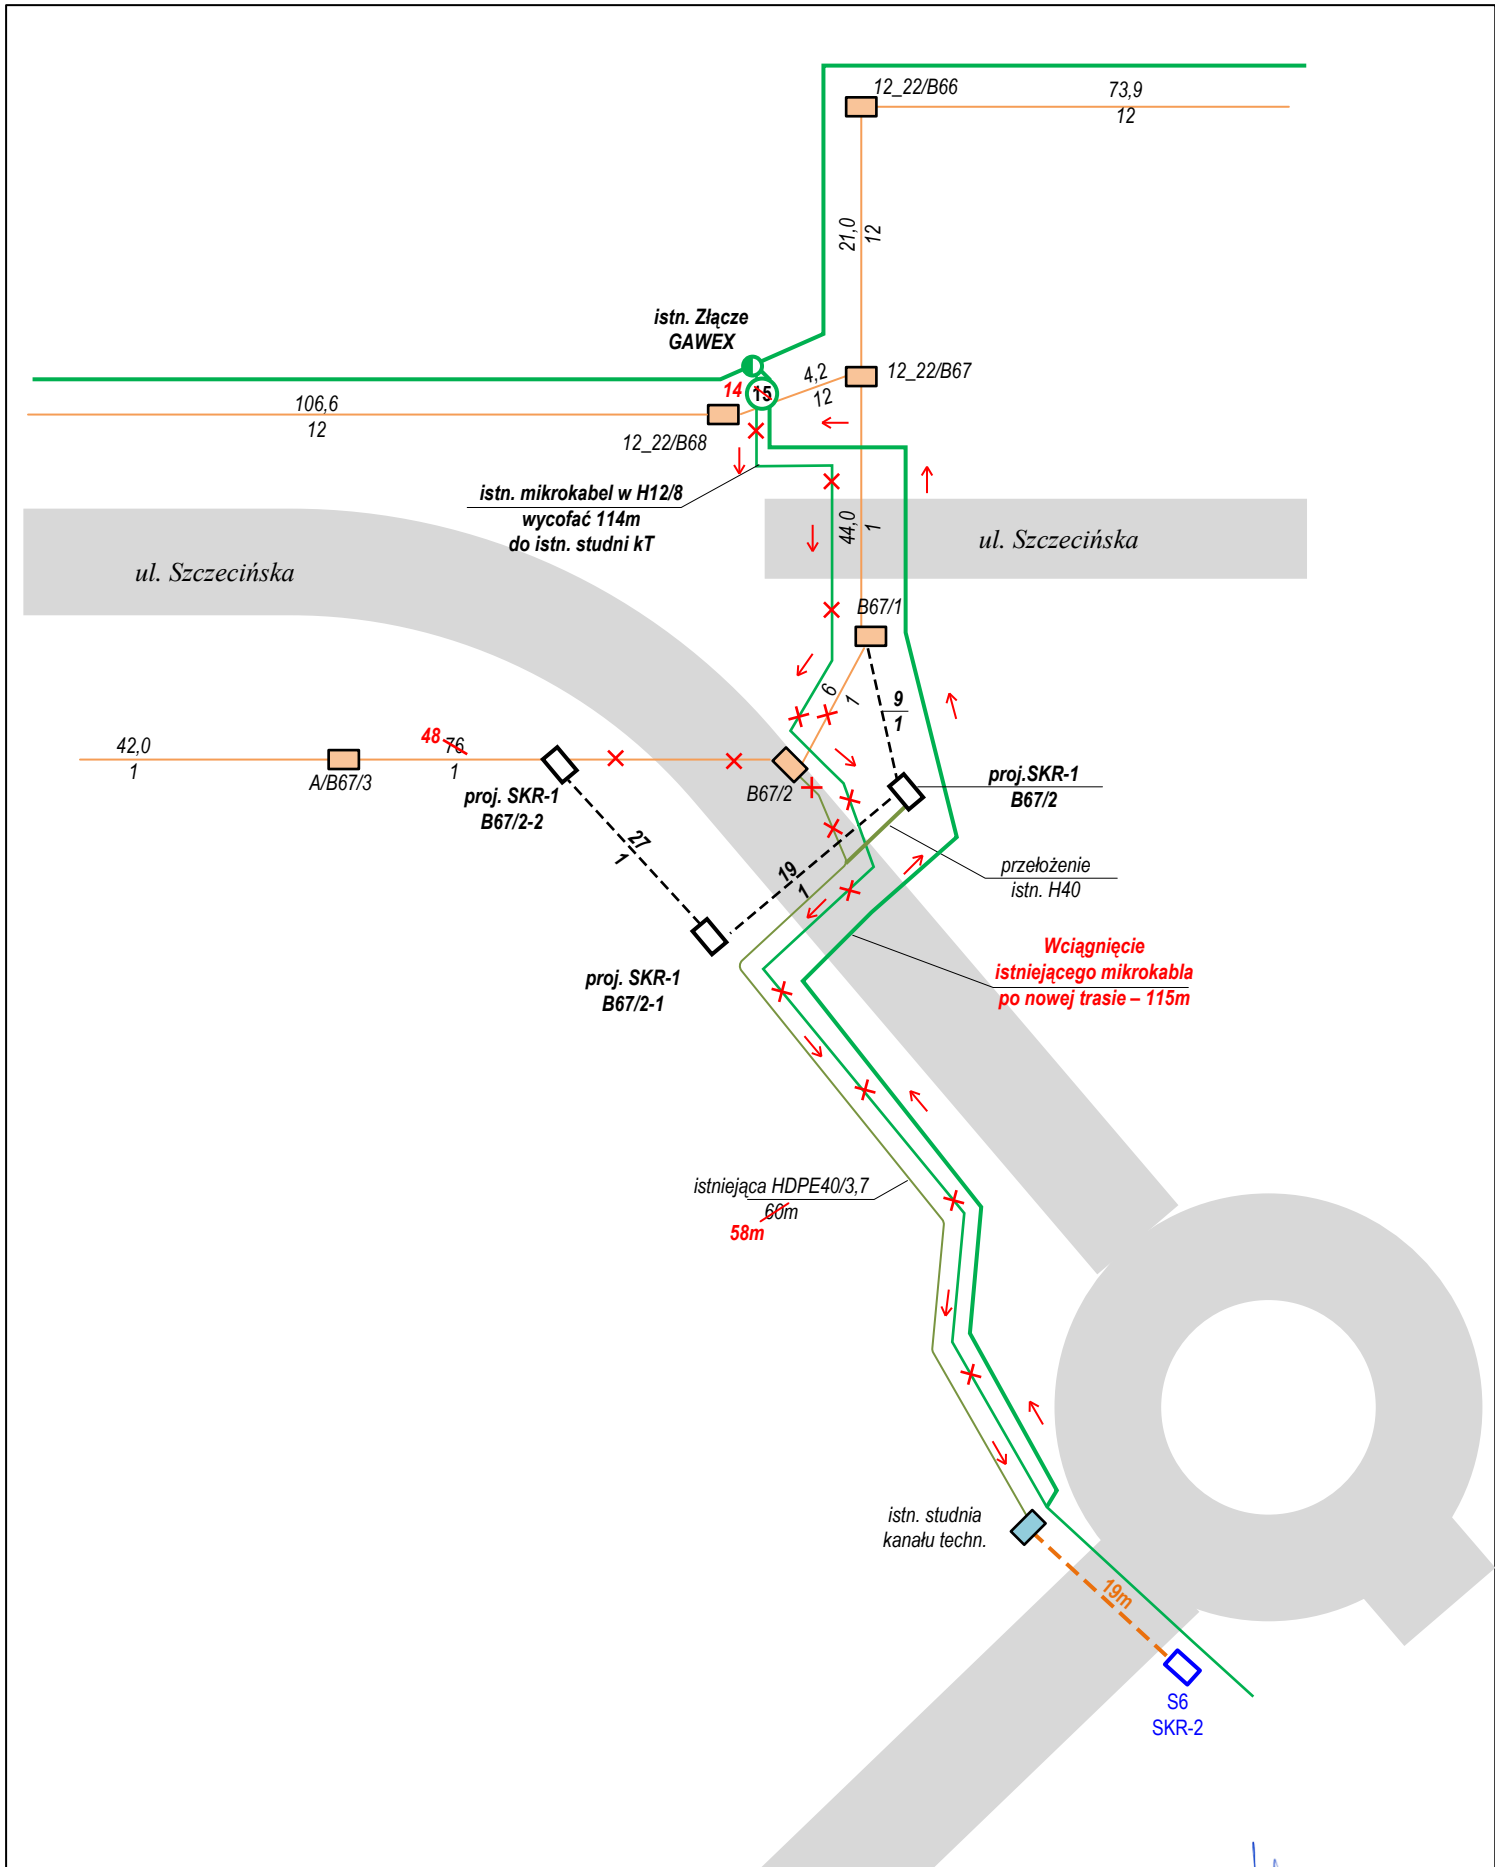 12_22/B66
73,9
12
21,0
12
istn. Złącze
GAWEX
14
15
4,2
12
12_22/B67
106,6
12
12_22/B68
istn. mikrokabel w H12/8
wycofać 114m
do istn. studni kT
44,0
1
ul. Szczecińska
ul. Szczecińska
B67/1
6
1
9
1
42,0
1
A/B67/3
48
76
1
proj. SKR-1
B67/2-2
B67/2
proj.SKR-1
B67/2
27
1
19
1
przełożenie
istn. H40
proj. SKR-1
B67/2-1
Wciągnięcie
istniejącego mikrokabla
po nowej trasie – 115m
istniejąca HDPE40/3,7
60m
58m
istn. studnia
kanału techn.
19m
S6
SKR-2